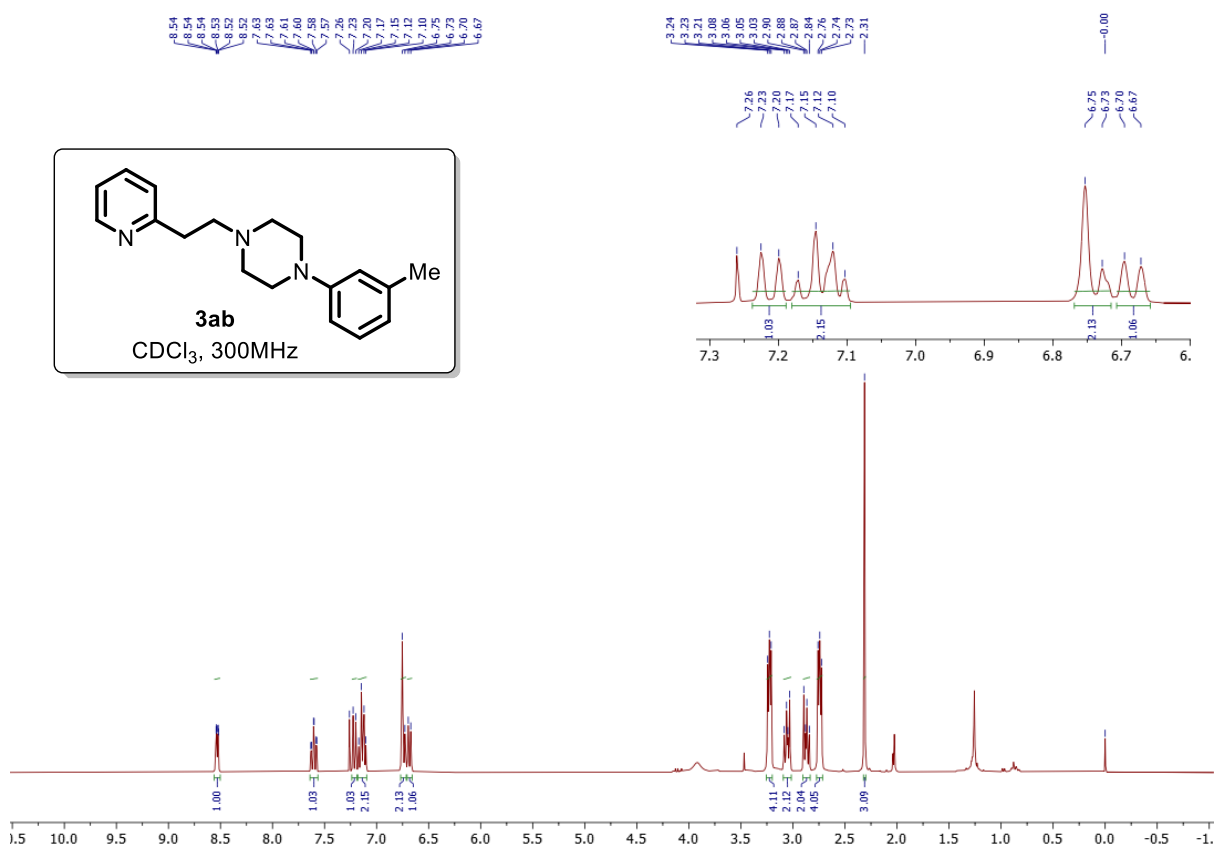 8.54 8.54 8.54 8.53 8.52 8.52 7.63 7.63 7.61 7.60 7.58 7.57 7.26 7.23 7.20 7.17 7.15 7.12 7.10 6.75 6.73 6.70 6.67
3.24 3.23 3.21 3.08 3.06 3.05 3.03 2.90 2.88 2.87 2.84 2.76 2.74 2.73 2.31
-0.00
7.26 7.23 7.20 7.17 7.15 7.12 7.10
6.75 6.73 6.70 6.67
N
N
N
Me
3ab
CDCl3, 300MHz
1.03 2.15 2.13 1.06
7.3 7.2 7.1 7.0 6.9 6.8 6.7 6.
1.00 1.03 1.03 2.15 2.13 1.06 4.11 2.12 2.04 4.05 3.09
0.5 10.0 9.5 9.0 8.5 8.0 7.5 7.0 6.5 6.0 5.5 5.0 4.5 4.0 3.5 3.0 2.5 2.0 1.5 1.0 0.5 0.0 -0.5 -1.